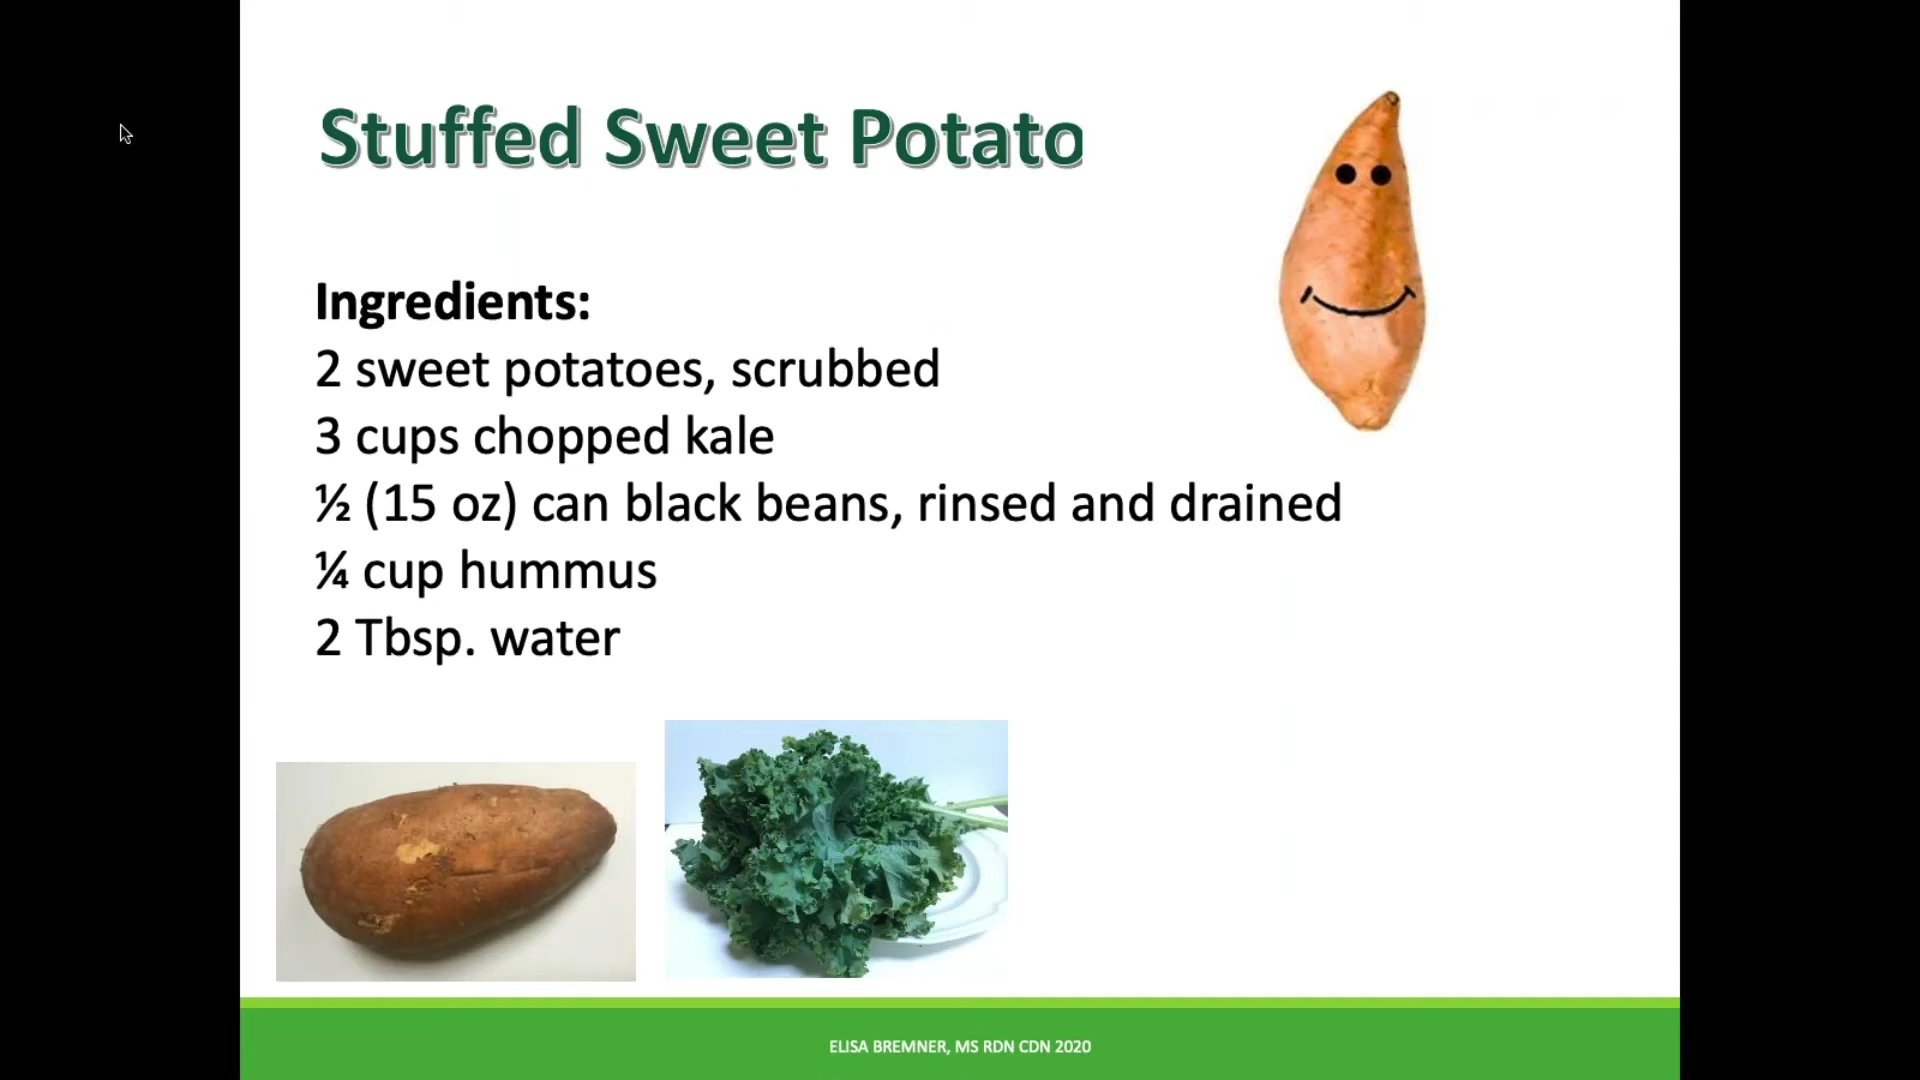 Stuffed Sweet Potato
Ingredients:
2 sweet potatoes, scrubbed
3 cups chopped kale
½ (15 oz) can black beans, rinsed and drained
¼ cup hummus
2 Tbsp. water
ELISA BREMNER, MS RDN CDN 2020